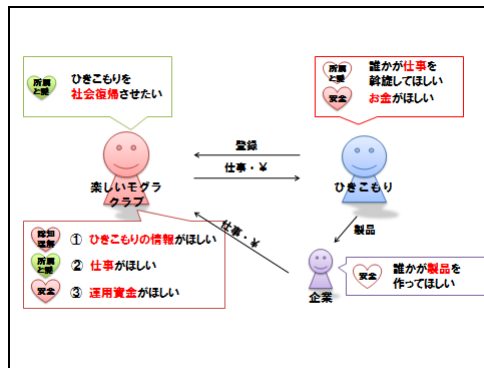 所属
と愛
ひきこもりを
社会復帰させたい
所属
と愛
誰かが仕事を
斡旋してほしい
安全
お金がほしい
登録
仕事・¥
楽しいモグラ
クラブ
ひきこもり
仕事・¥
製品
認知
理解
① ひきこもりの情報がほしい
所属
と愛
② 仕事がほしい
安全
③ 運用資金がほしい
企業
安全
誰かが製品を
作ってほしい